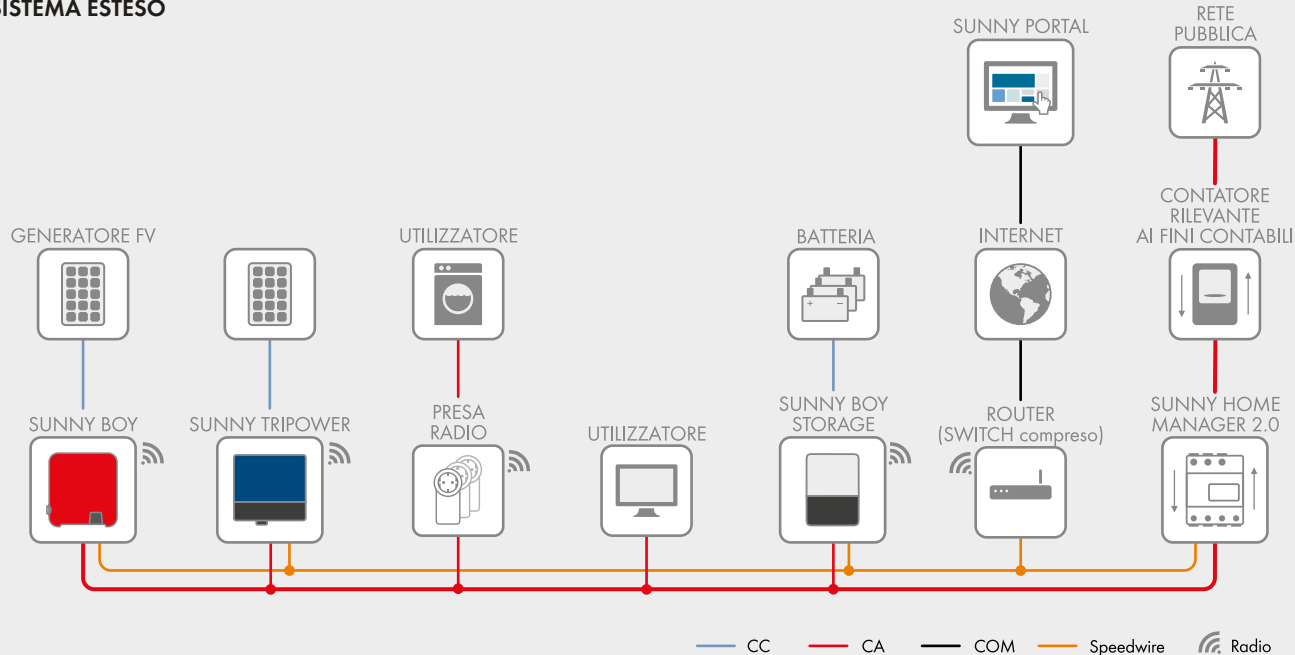 SISTEMA ESTESO
SUNNY PORTAL
RETE
PUBBLICA
GENERATORE FV
UTILIZZATORE
BATTERIA
INTERNET
CONTATORE
RILEVANTE
AI FINI CONTABILI
SUNNY BOY
SUNNY TRIPOWER
PRESA
RADIO
UTILIZZATORE
SUNNY BOY
STORAGE
ROUTER
(SWITCH compreso)
SUNNY HOME
MANAGER 2.0
CC
CA
COM
Speedwire
Radio